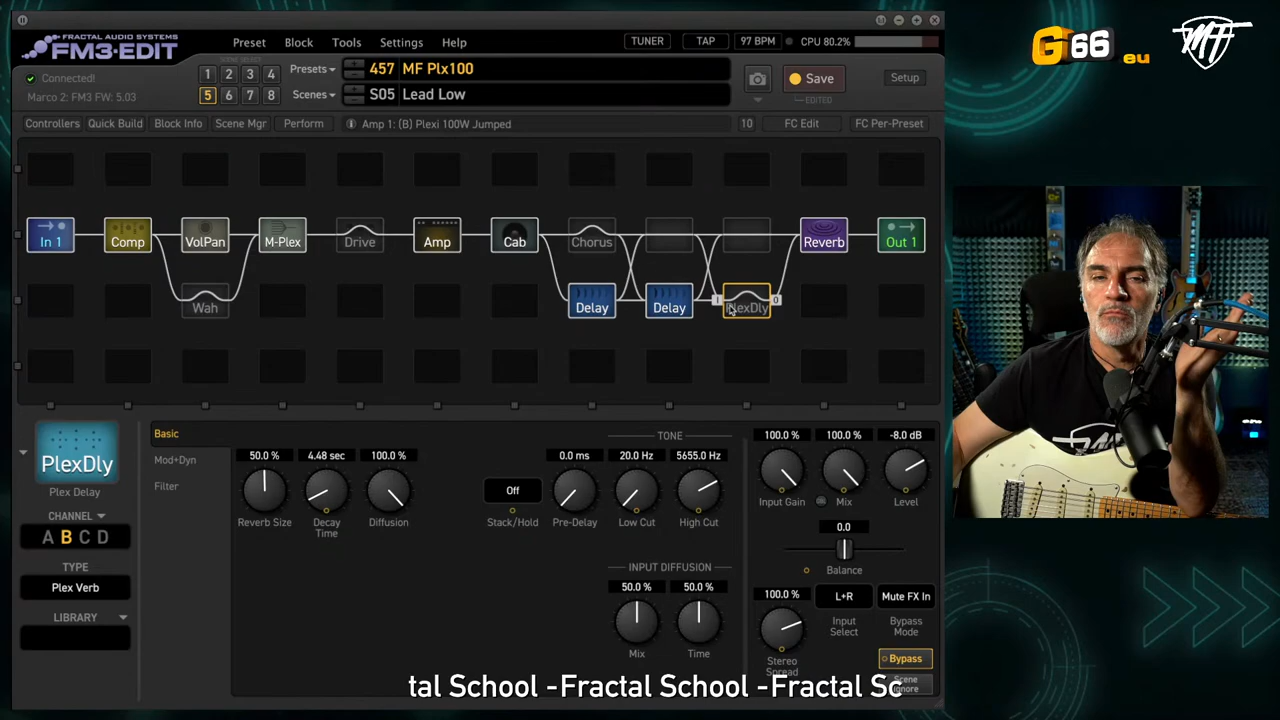 FRACTAL AUDIO SYSTEMS
FM3-EDIT
Connected!
Marco 2: FM3 FW: 5.03
Preset Block Tools Settings Help
TUNER TAP 97 BPM CPU 80.2%
SCENE SELECT
1 2 3 4
5 6 7 8
Presets 457 MF Plx100
Scenes S05 Lead Low
Save
EDITED
Setup
G66 eu
MF
Controllers Quick Build Block Info Scene Mgr Perform
Amp 1: (B) Plexi 100W Jumped
10 FC Edit FC Per-Preset
In 1 Comp VolPan M-Plex Drive Amp Cab Chorus Reverb Out 1
Wah Delay Delay PlexDly
I O
PlexDly
Plex Delay
CHANNEL
A B C D
TYPE
Plex Verb
LIBRARY
Basic
Mod+Dyn
Filter
50.0 % 4.48 sec 100.0 %
Reverb Size Decay Time Diffusion
Off
Stack/Hold
TONE
0.0 ms 20.0 Hz 5655.0 Hz
Pre-Delay Low Cut High Cut
INPUT DIFFUSION
50.0 % 50.0 %
Mix Time
100.0 % 100.0 % -8.0 dB
Input Gain Mix Level
0.0
Balance
100.0 % L+R Mute FX In
Stereo Spread Input Select Bypass Mode
Bypass
Scene Ignore
tal School -Fractal School -Fractal Sc